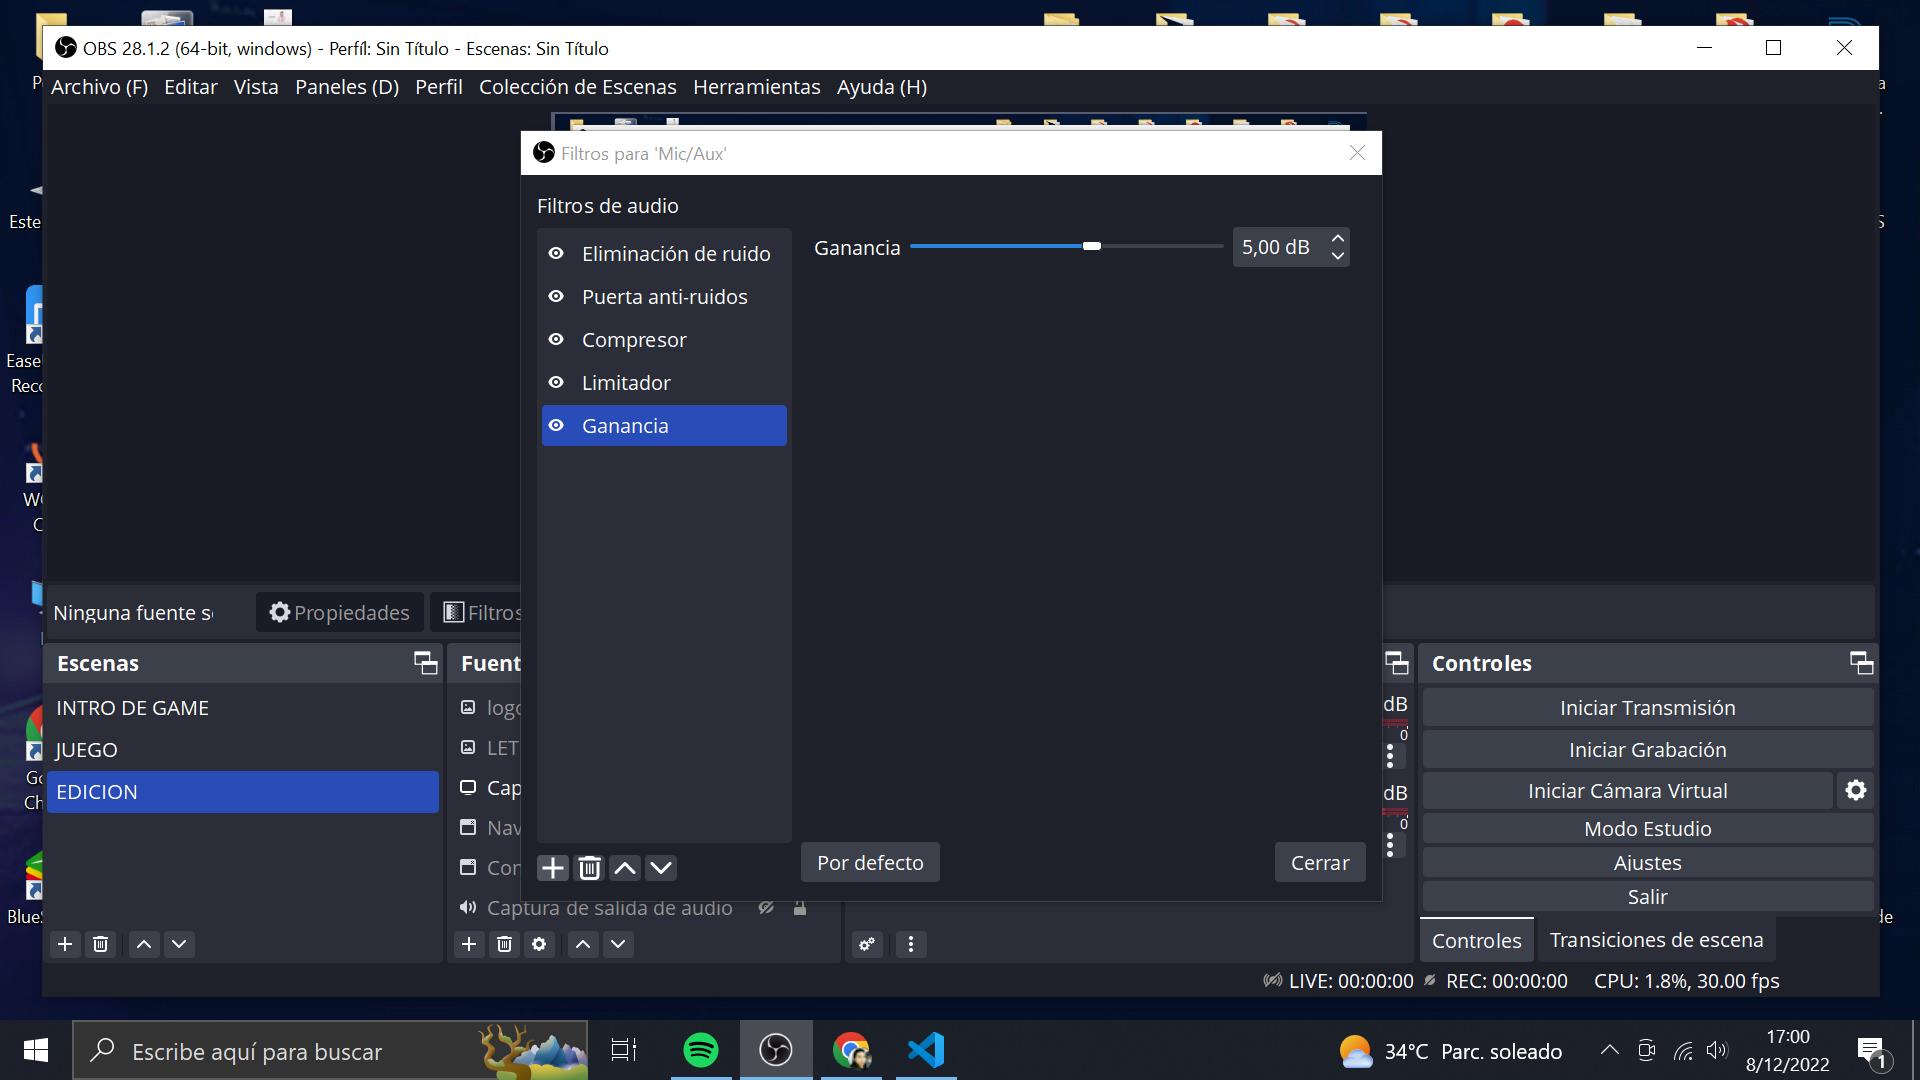 OBS 28.1.2 (64-bit, windows) - Perfil: Sin Título - Escenas: Sin Título
Archivo (F) Editar Vista Paneles (D) Perfil Colección de Escenas Herramientas Ayuda (H)
Filtros para 'Mic/Aux'
Filtros de audio
Eliminación de ruido
Puerta anti-ruidos
Compresor
Limitador
Ganancia
Ganancia 5,00 dB
Por defecto
Cerrar
Este
Ninguna fuente
Propiedades
Filtros
Escenas
INTRO DE GAME
JUEGO
EDICION
Fuent
logo
LET
Cap
Nav
Captura de salida de audio
dB
0
dB
0
Controles
Iniciar Transmisión
Iniciar Grabación
Iniciar Cámara Virtual
Modo Estudio
Ajustes
Salir
Controles
Transiciones de escena
LIVE: 00:00:00 REC: 00:00:00 CPU: 1.8%, 30.00 fps
Ease
Reco
Ch
Blue
de
Escribe aquí para buscar
34°C Parc. soleado
17:00
8/12/2022
1